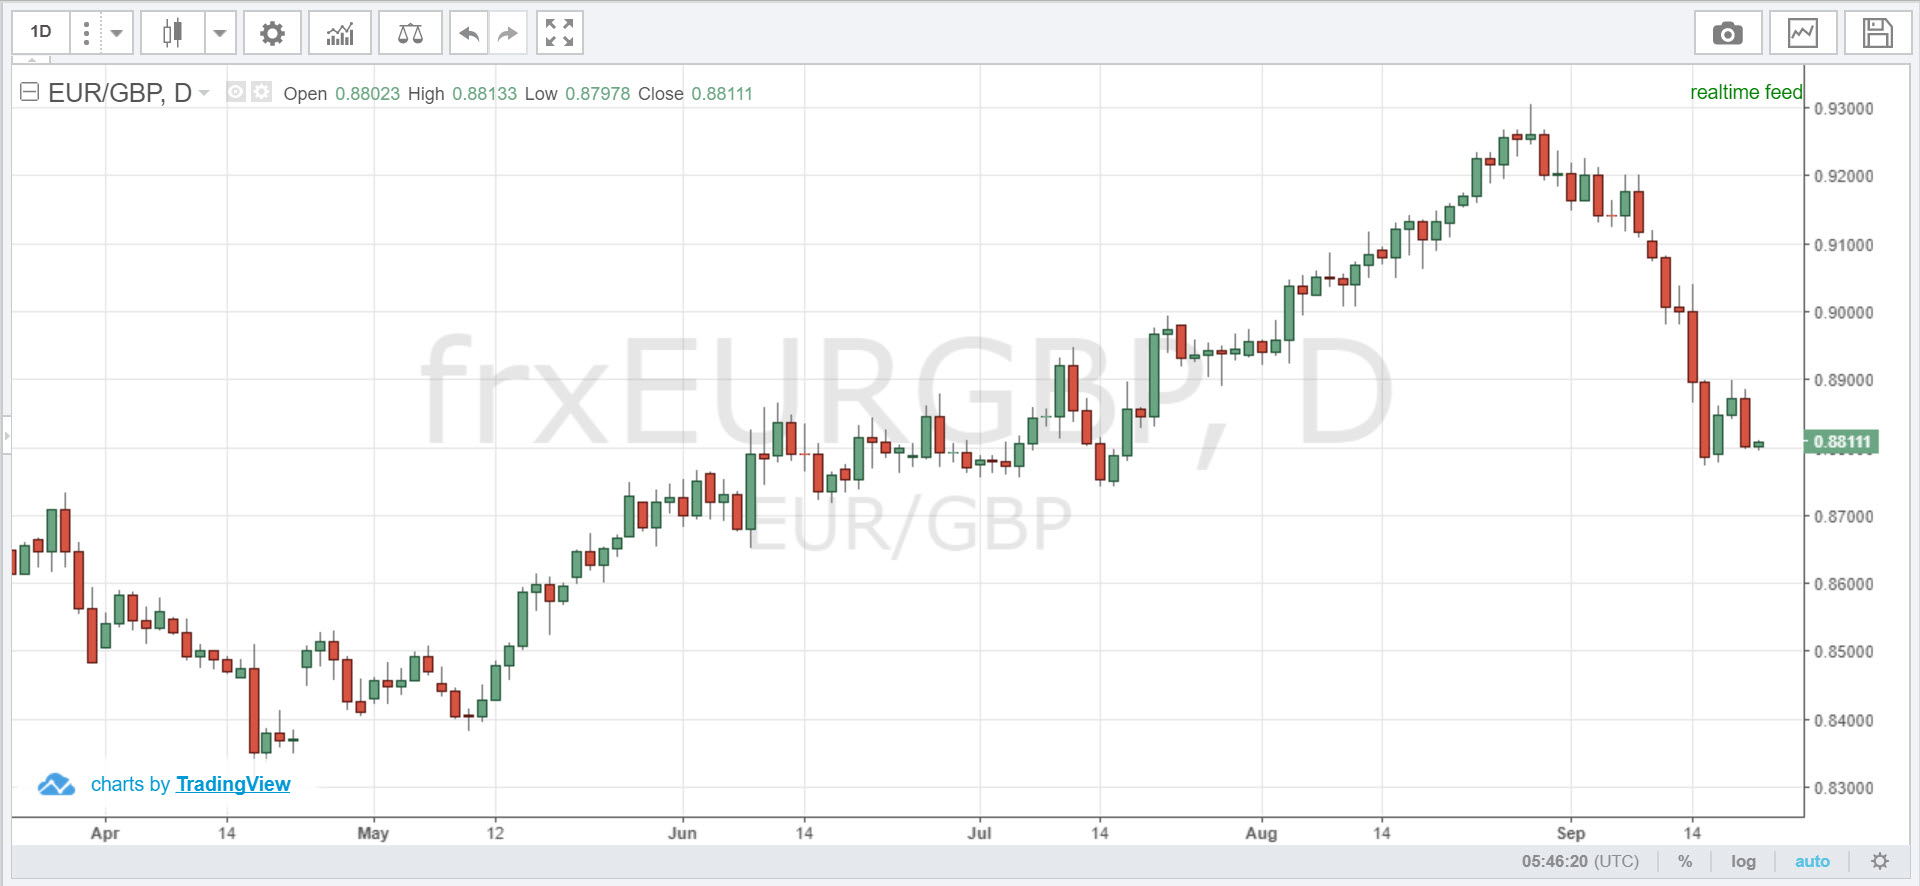 1D
EUR/GBP, D Open 0.88023 High 0.88133 Low 0.87978 Close 0.88111
realtime feed
0.93000
0.92000
0.91000
0.90000
frxEURGBP, D
0.89000
0.88111
EUR/GBP
0.87000
0.86000
0.85000
0.84000
charts by TradingView
0.83000
Apr 14 May 12 Jun 14 Jul 14 Aug 14 Sep 14
05:46:20 (UTC) % log auto